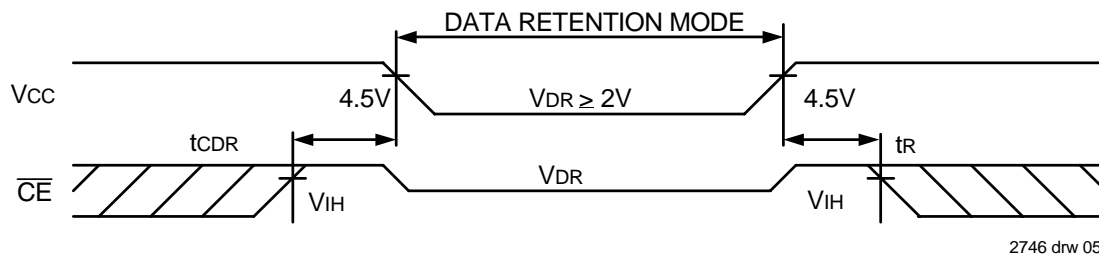 DATA RETENTION MODE
VCC
4.5V
VDR ≥ 2V
4.5V
tCDR
tR
CE
VIH
VDR
VIH
2746 drw 05